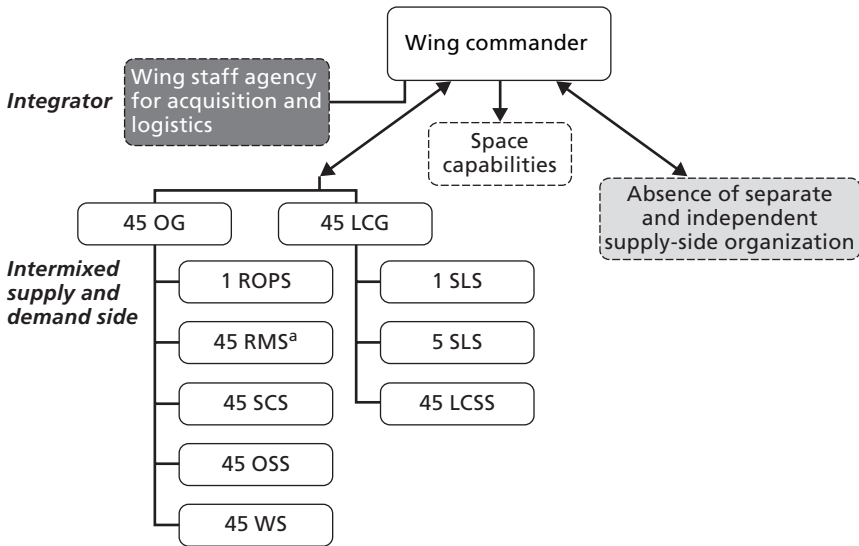 Wing commander
Wing staff agency
for acquisition and
logistics
Integrator
Space
capabilities
Absence of separate
and independent
supply-side organization
45 OG
45 LCG
Intermixed
supply and
demand side
1 ROPS
1 SLS
45 RMSa
5 SLS
45 SCS
45 LCSS
45 OSS
45 WS